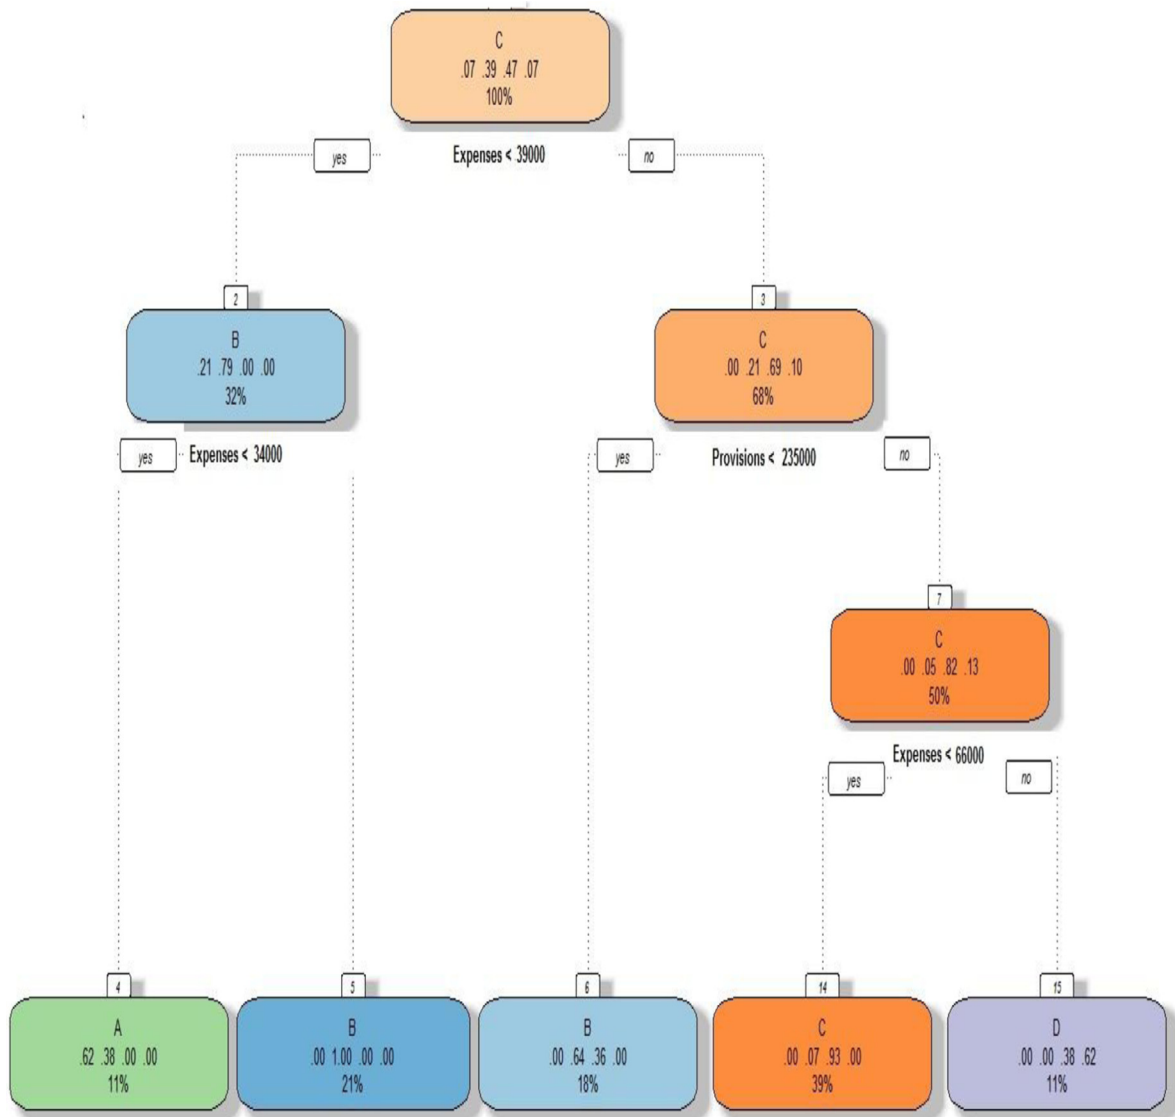 C
.07 .39 .47 .07
100%
yes
Expenses < 39000
no
2
3
B
.21 .79 .00 .00
32%
C
.00 .21 .69 .10
68%
yes
Expenses < 34000
yes
Provisions < 235000
no
7
C
.00 .05 .82 .13
50%
Expenses < 66000
yes
no
4
5
6
14
15
A
.62 .38 .00 .00
11%
B
.00 1.00 .00 .00
21%
B
.00 .64 .36 .00
18%
C
.00 .07 .93 .00
39%
D
.00 .00 .38 .62
11%